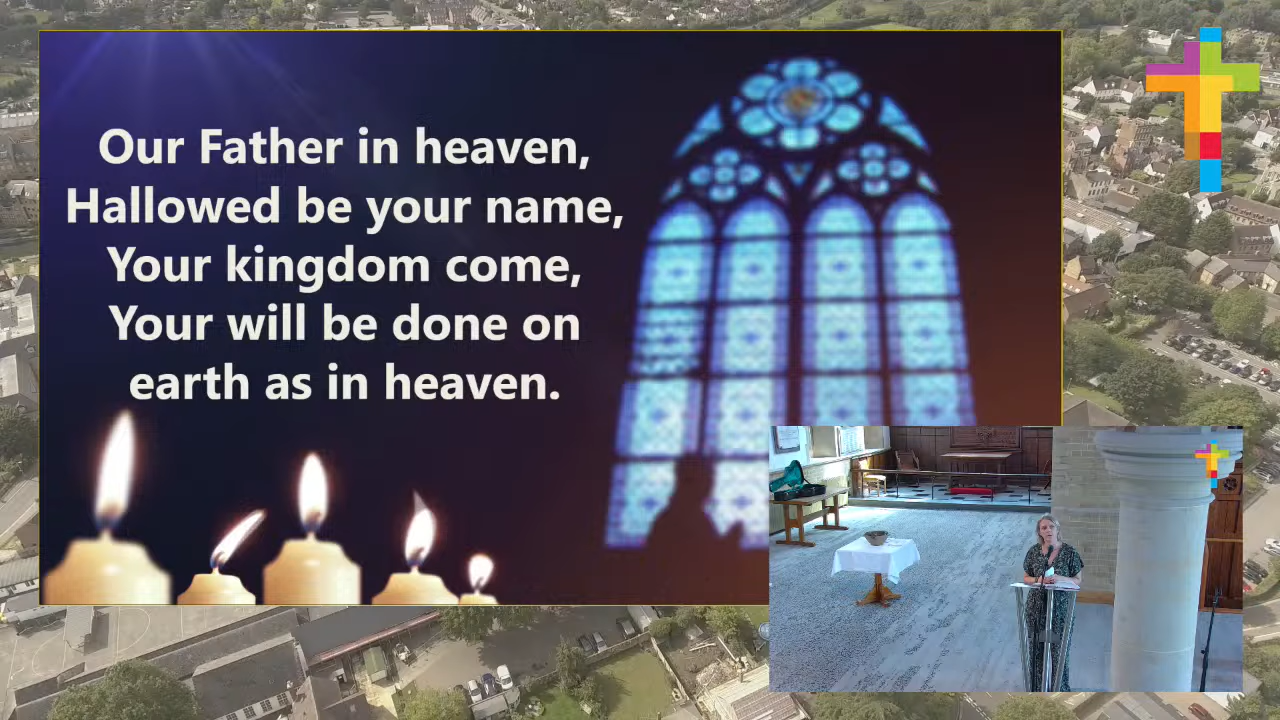 Our Father in heaven,
Hallowed be your name,
Your kingdom come,
Your will be done on
earth as in heaven.